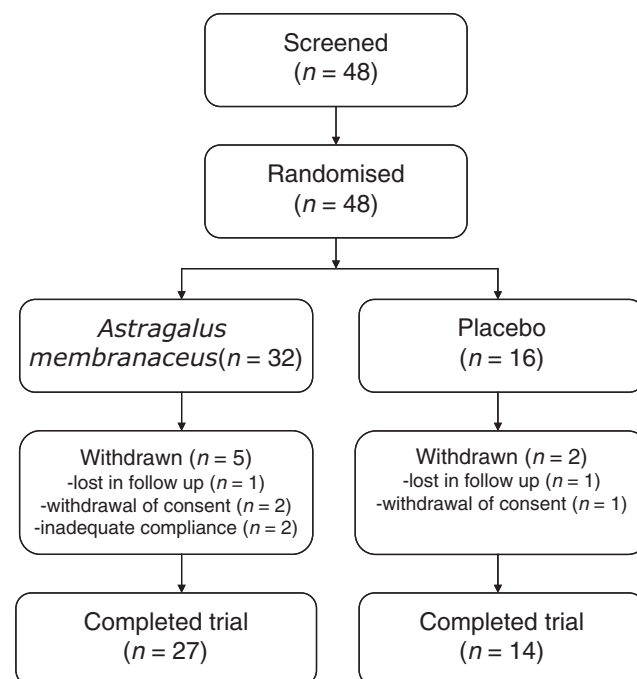 Screened
(n = 48)
Randomised
(n = 48)
Astragalus
membranaceus(n = 32)
Placebo
(n = 16)
Withdrawn (n = 5)
-lost in follow up (n = 1)
-withdrawal of consent (n = 2)
-inadequate compliance (n = 2)
Withdrawn (n = 2)
-lost in follow up (n = 1)
-withdrawal of consent (n = 1)
Completed trial
(n = 27)
Completed trial
(n = 14)